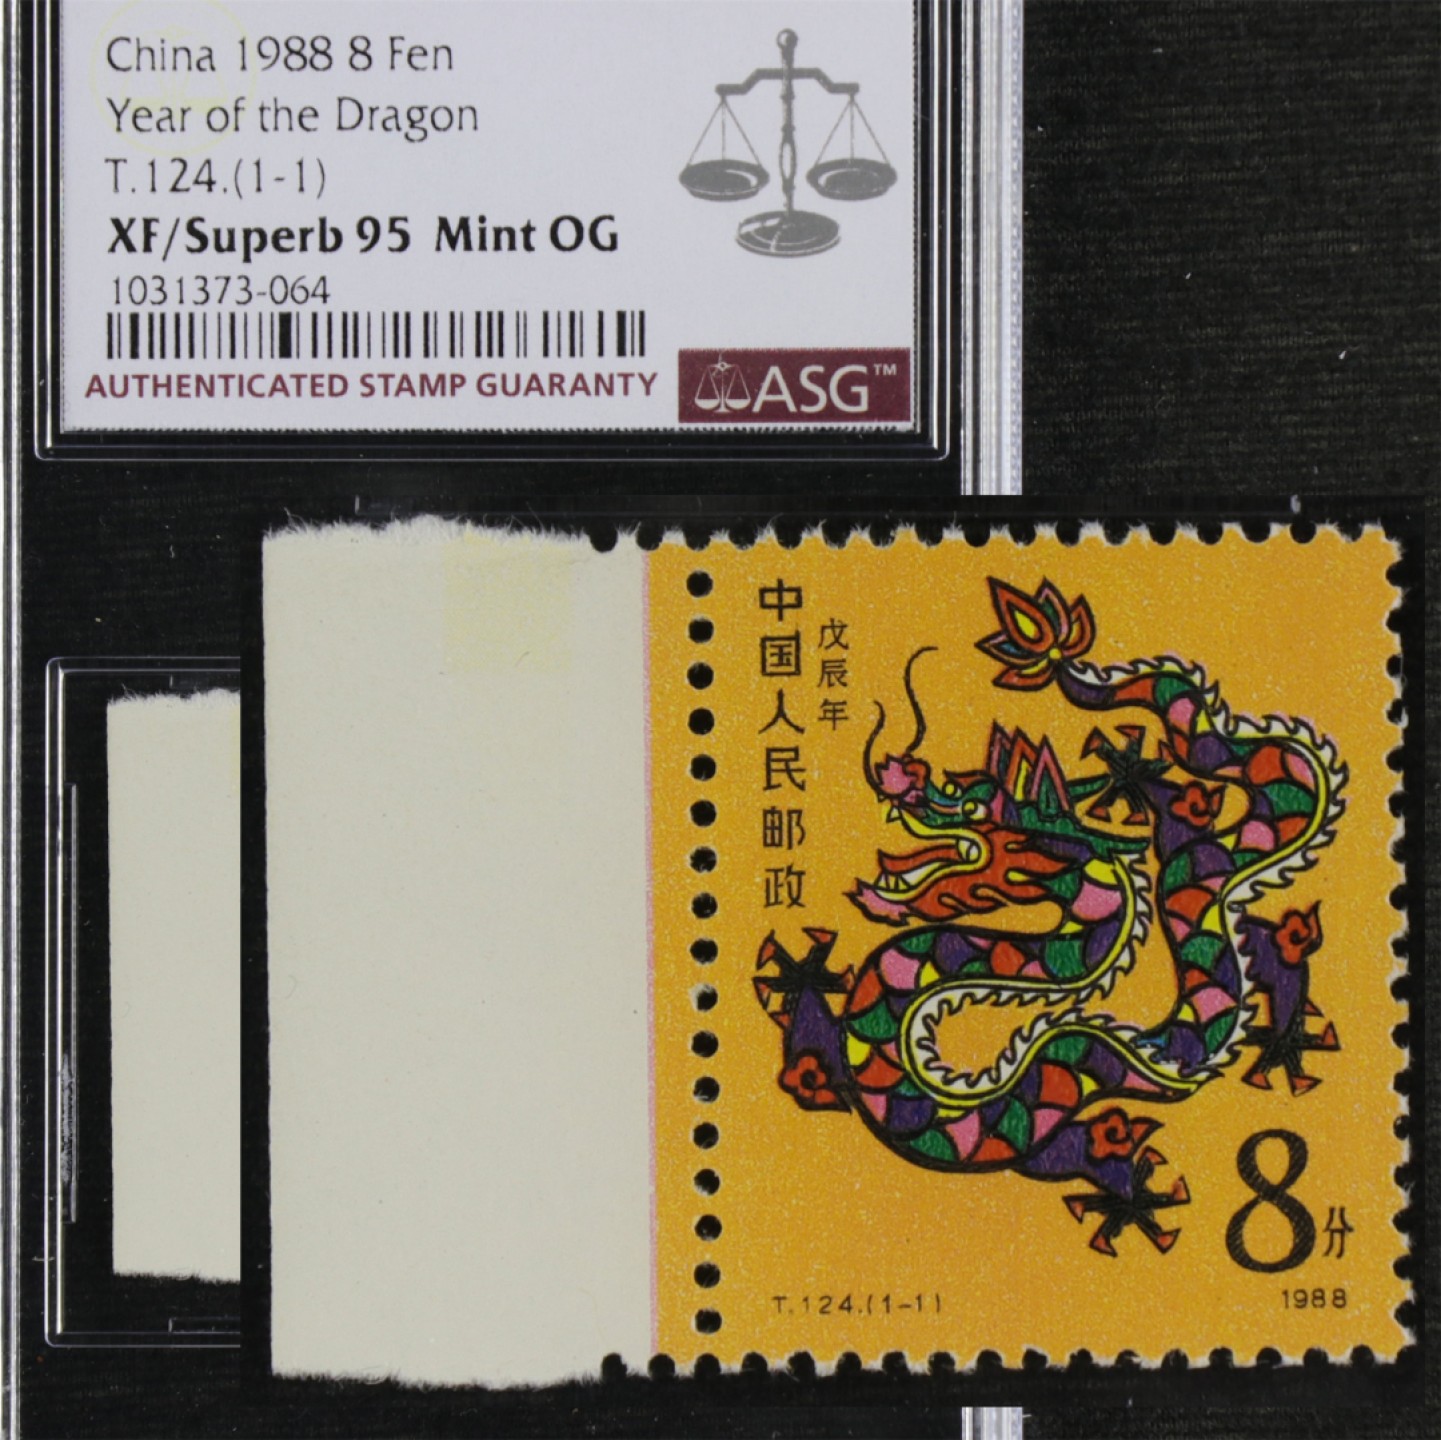 China 1988 8 Fen
Year of the Dragon
T.124.(1-1)
XF/Superb 95 Mint OG
1031373-064
AUTHENTICATED STAMP GUARANTY
ASG™
中国人民邮政
戊辰年
8分
T.124.(1-1)
1988